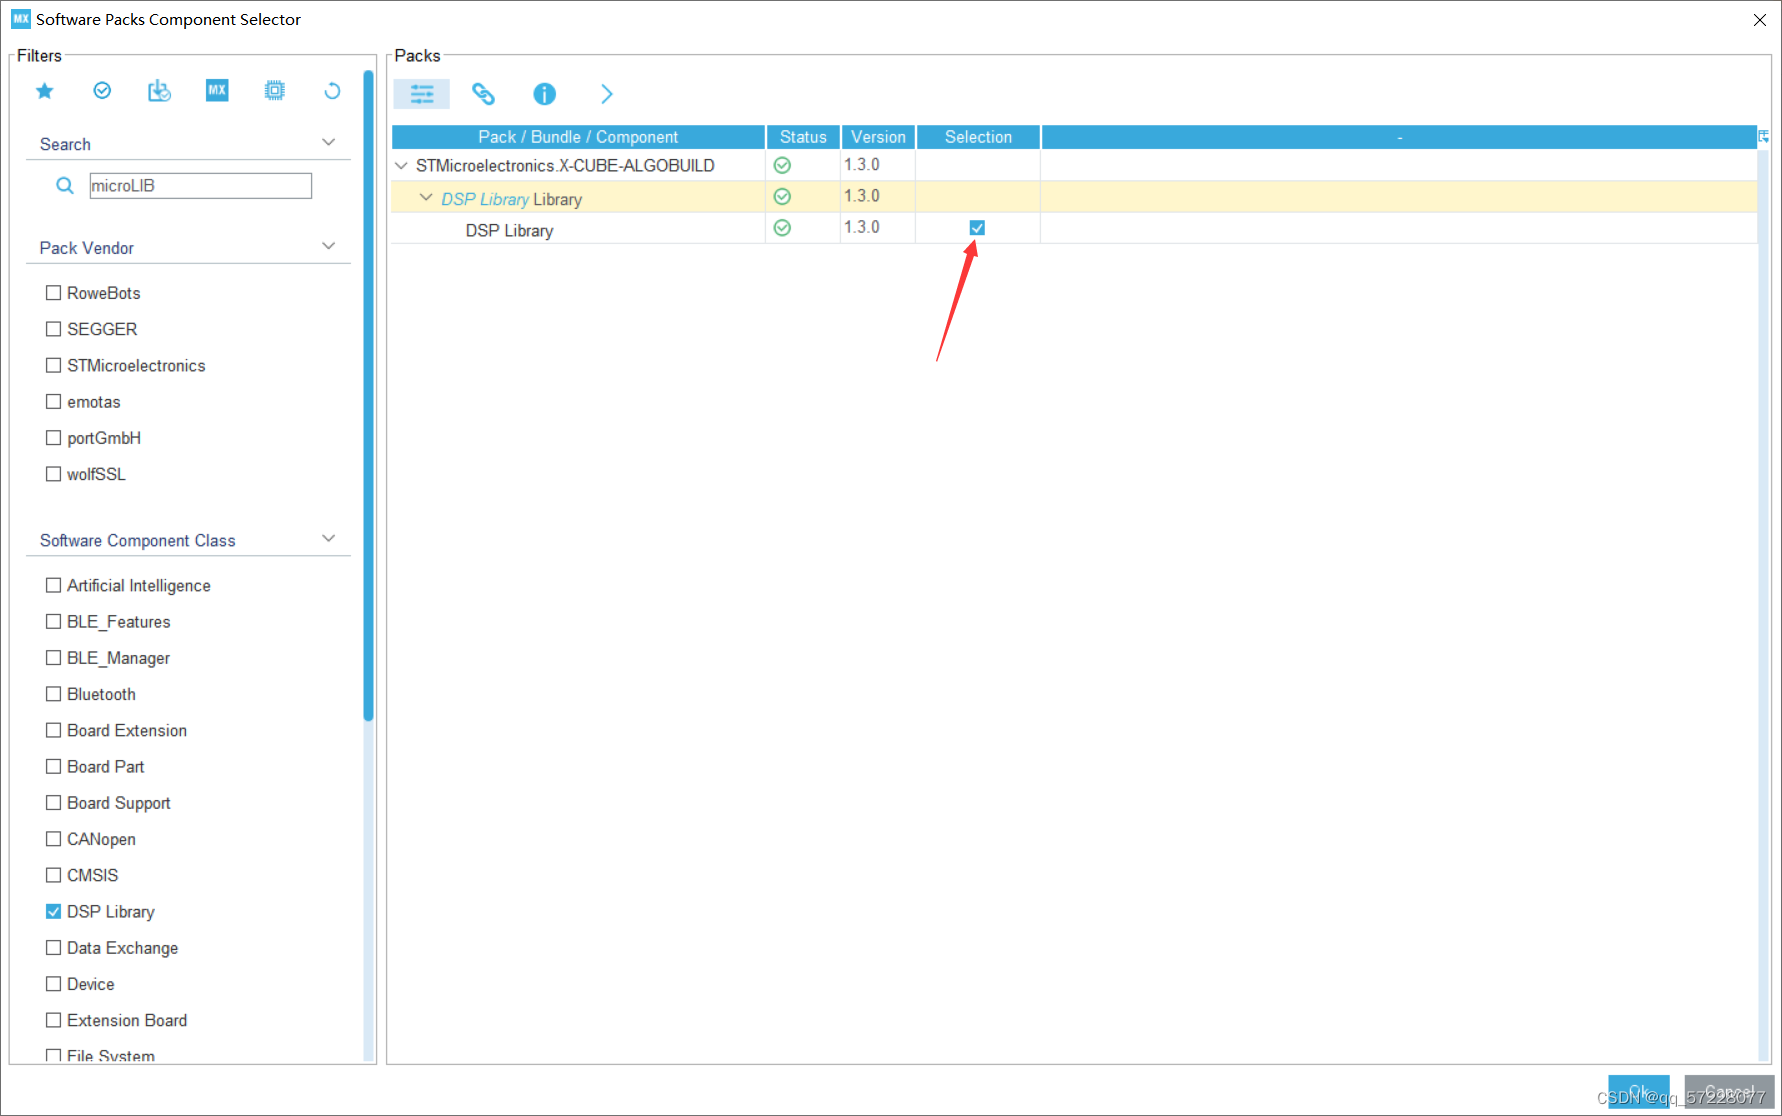 MX Software Packs Component Selector
Filters
MX
Search
microLIB
Pack Vendor
RoweBots
SEGGER
STMicroelectronics
emotas
portGmbH
wolfSSL
Software Component Class
Artificial Intelligence
BLE_Features
BLE_Manager
Bluetooth
Board Extension
Board Part
Board Support
CANopen
CMSIS
DSP Library
Data Exchange
Device
Extension Board
File System
Packs
Pack / Bundle / Component Status Version Selection -
STMicroelectronics.X-CUBE-ALGOBUILD 1.3.0
DSP Library Library 1.3.0
DSP Library 1.3.0
Ok Cancel
CSDN @qq_57228077